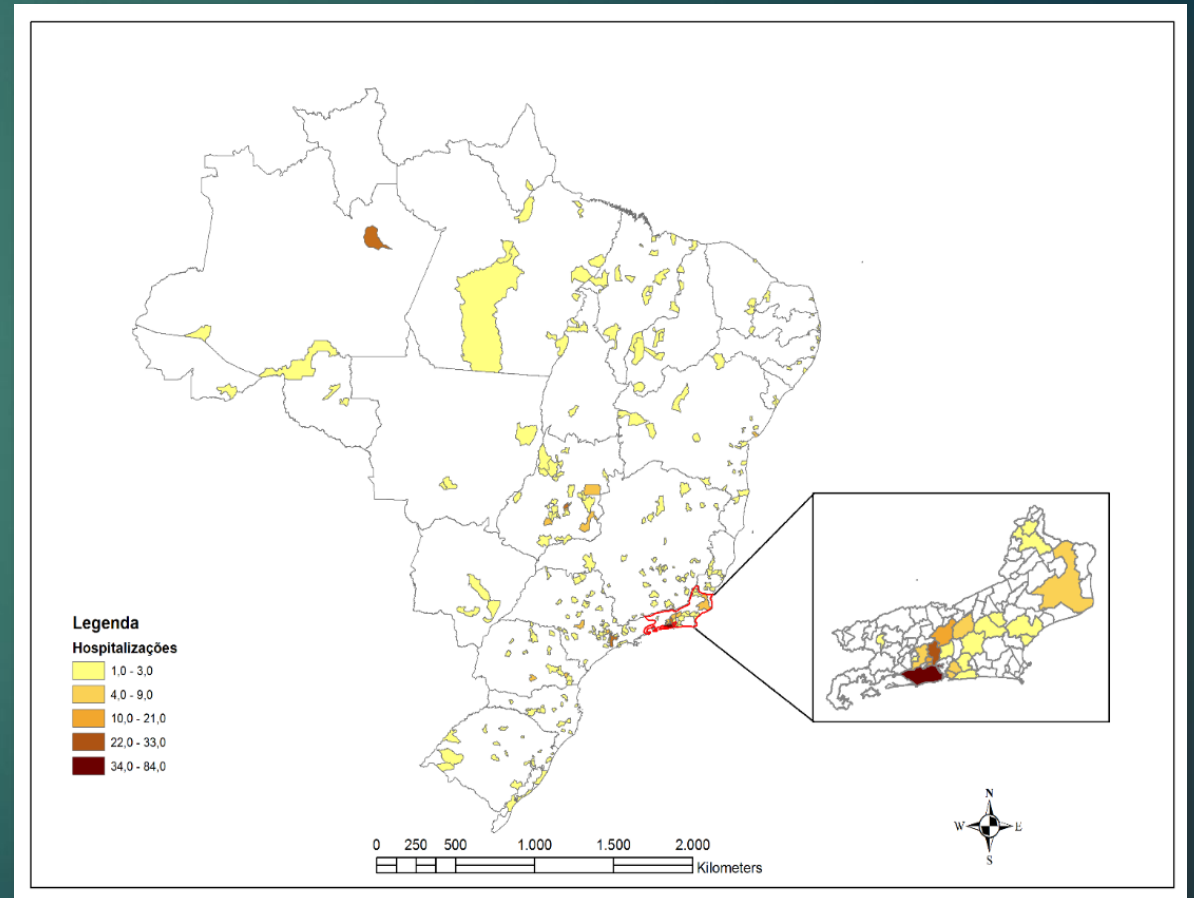 Legenda
Hospitalizações
1,0 - 3,0
4,0 - 9,0
10,0 - 21,0
22,0 - 33,0
34,0 - 84,0
0 250 500 1.000 1.500 2.000
Kilometers
N
W E
S